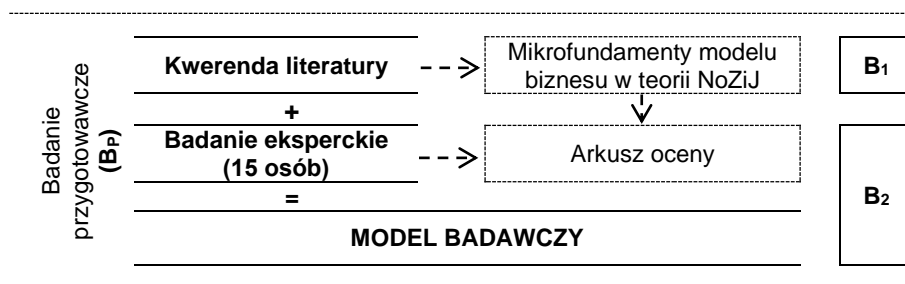 Badanie
przygotowawcze
(BP)
Kwerenda literatury
Mikrofundamenty modelu
biznesu w teorii NoZiJ
B1
+
Badanie eksperckie
(15 osób)
Arkusz oceny
=
B2
MODEL BADAWCZY